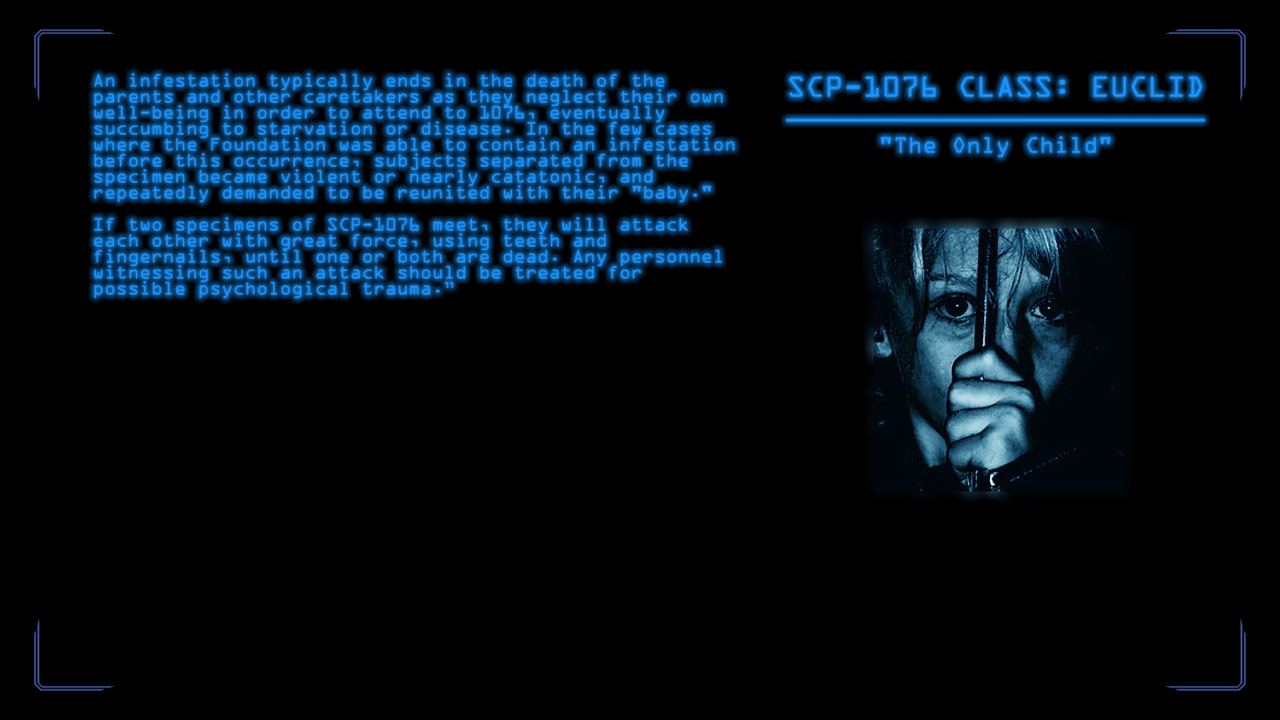 An infestation typically ends in the death of the
parents and other caretakers as they neglect their own
well-being in order to attend to 1076, eventually
succumbing to starvation or disease. In the few cases
where the Foundation was able to contain an infestation
before this occurrence, subjects separated from the
specimen became violent or nearly catatonic, and
repeatedly demanded to be reunited with their "baby."
If two specimens of SCP-1076 meet, they will attack
each other with great force, using teeth and
fingernails, until one or both are dead. Any personnel
witnessing such an attack should be treated for
possible psychological trauma."
SCP-1076 CLASS: EUCLID
"The Only Child"